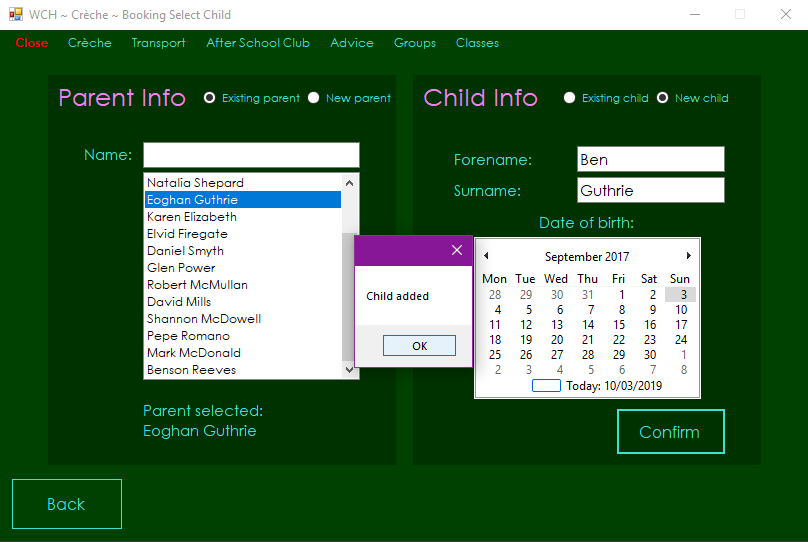 WCH ~ Crèche ~ Booking Select Child
Close Crèche Transport After School Club Advice Groups Classes
Parent Info Existing parent New parent
Name:
Natalia Shepard
Eoghan Guthrie
Karen Elizabeth
Elvid Firegate
Daniel Smyth
Glen Power
Robert McMullan
David Mills
Shannon McDowell
Pepe Romano
Mark McDonald
Benson Reeves
Parent selected:
Eoghan Guthrie
Child Info Existing child New child
Forename: Ben
Surname: Guthrie
Date of birth:
September 2017
Mon Tue Wed Thu Fri Sat Sun
28 29 30 31 1 2 3
4 5 6 7 8 9 10
11 12 13 14 15 16 17
18 19 20 21 22 23 24
25 26 27 28 29 30 1
2 3 4 5 6 7 8
Today: 10/03/2019
Confirm
Child added
OK
Back